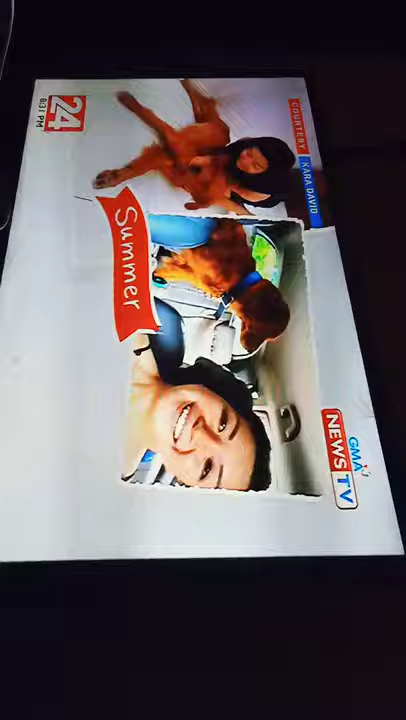 COURTESY
KARA DAVID
GMA
NEWS TV
Summer
24
8:31 PM